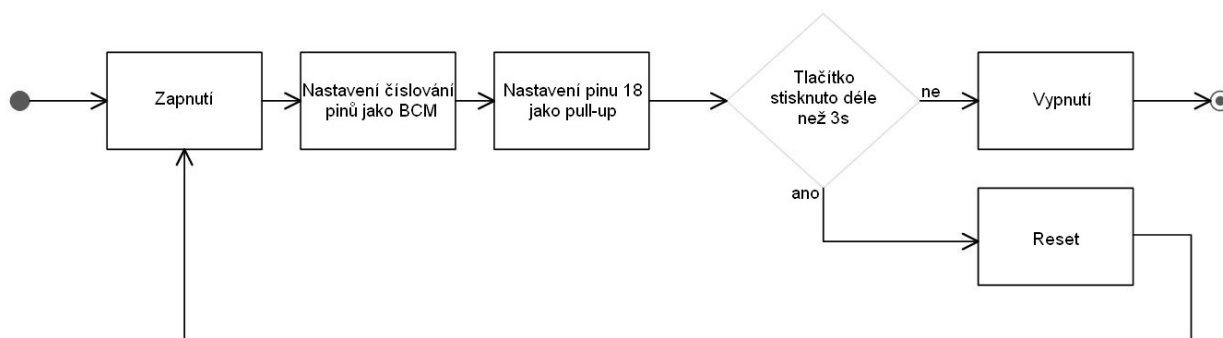 Zapnutí
Nastavení číslování
pinů jako BCM
Nastavení pinu 18
jako pull-up
Tlačítko
stisknuto déle
než 3s
ne
Vypnutí
ano
Reset